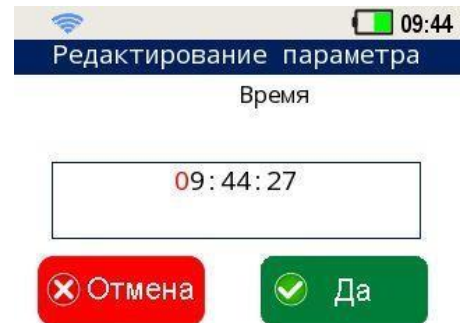 09:44
Редактирование параметра
Время
09:44:27
Отмена
Да